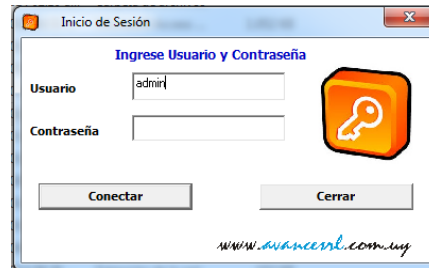 Inicio de Sesión
Ingrese Usuario y Contraseña
Usuario admin
Contraseña
Conectar Cerrar
www.avancesrl.com.uy